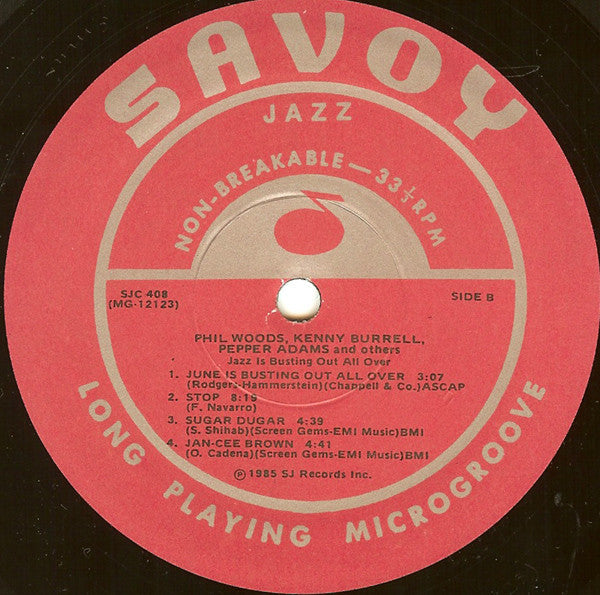 SAVOY
JAZZ
NON-BREAKABLE—33⅓ RPM
SJC 408
(MG-12123)
SIDE B
PHIL WOODS, KENNY BURRELL,
PEPPER ADAMS and others
Jazz Is Busting Out All Over
1. JUNE IS BUSTING OUT ALL OVER 3:07
(Rodgers-Hammerstein)(Chappell & Co.)ASCAP
2. STOP 8:15
(F. Navarro)
3. SUGAR DUGAR 4:39
(S. Shihab)(Screen Gems-EMI Music)BMI
4. JAN-CEE BROWN 4:41
(O. Cadena)(Screen Gems-EMI Music)BMI
℗ 1985 SJ Records Inc.
LONG PLAYING MICROGROOVE